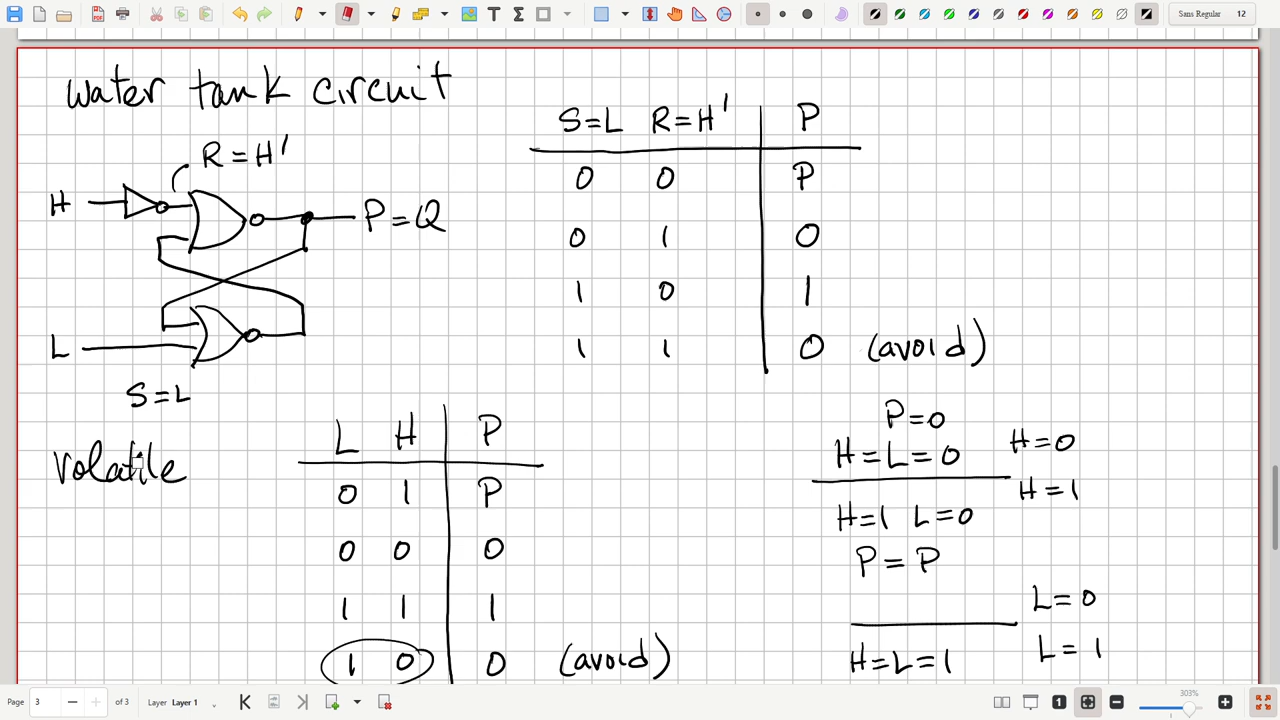 Sans Regular 12
water tank circuit
R = H'
H
P = Q
L
S = L
volatile
S=L R=H' P
0 0 P
0 1 0
1 0 1
1 1 0 (avoid)
L H P
0 1 P
0 0 0
1 1 1
1 0 0 (avoid)
P = 0
H = L = 0
H = 0
H = 1
H = 1 L = 0
P = P
L = 0
L = 1
H = L = 1
Page 3 of 3 Layer Layer 1 303%